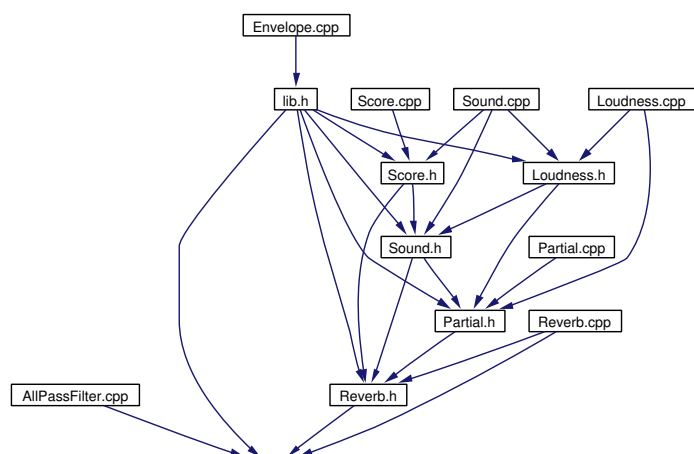 Envelope.cpp
lib.h
Score.cpp
Sound.cpp
Loudness.cpp
Score.h
Loudness.h
Sound.h
Partial.cpp
Partial.h
Reverb.cpp
AllPassFilter.cpp
Reverb.h